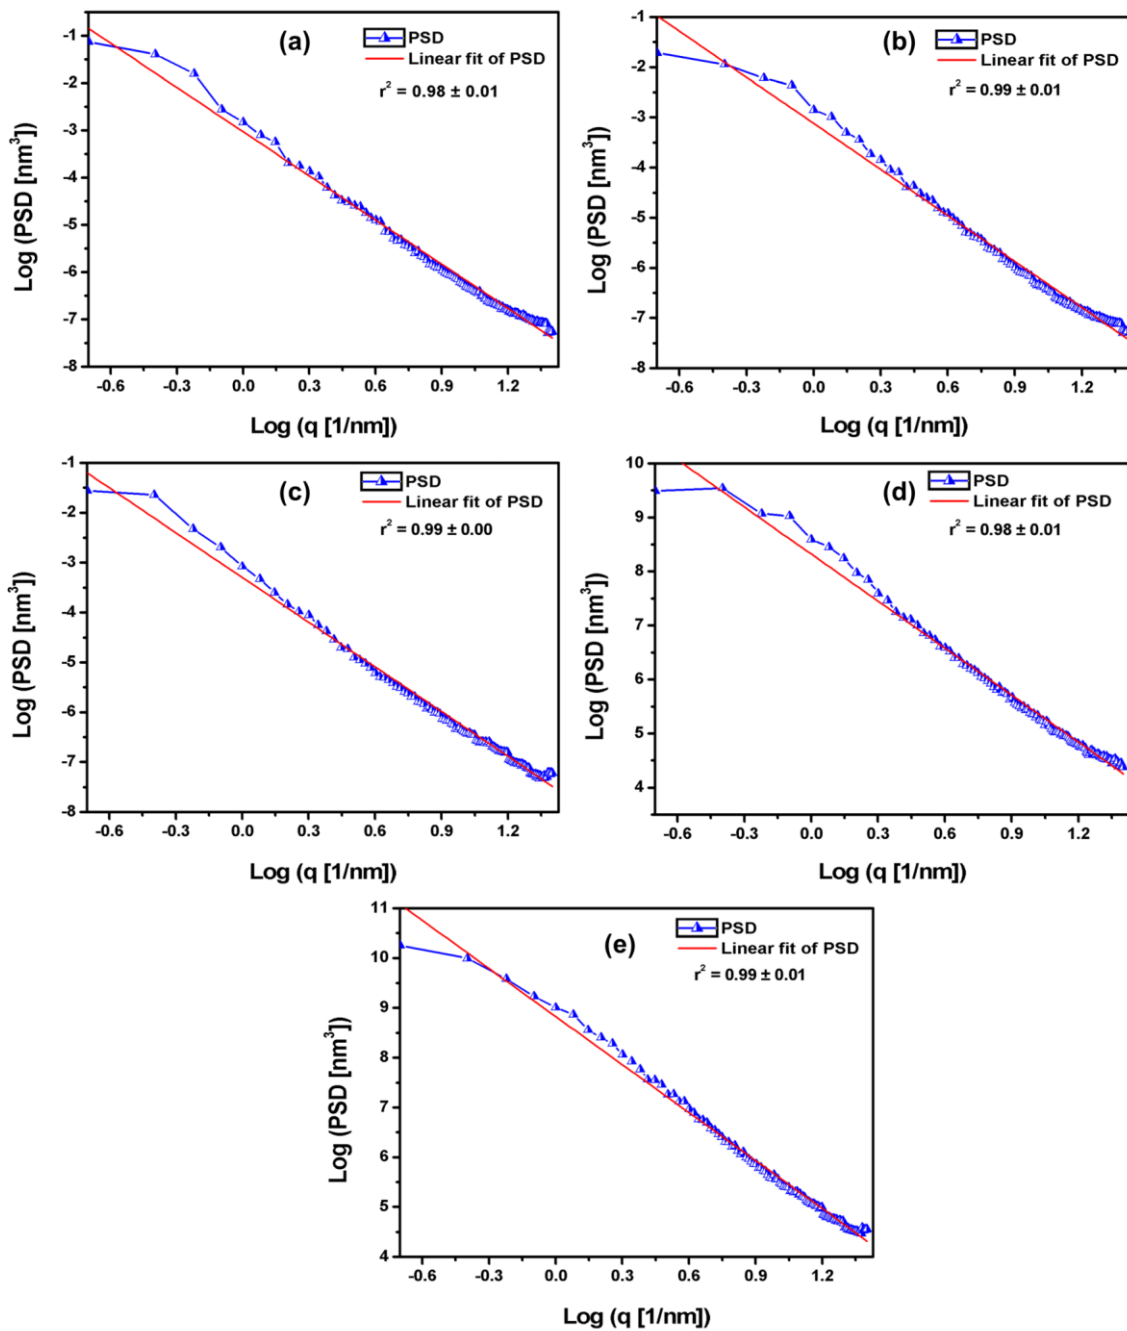 (a)
PSD
Linear fit of PSD
r² = 0.98 ± 0.01
-1
-2
-3
-4
-5
-6
-7
-8
-0.6 -0.3 0.0 0.3 0.6 0.9 1.2
Log (q [1/nm])
Log (PSD [nm³])
(b)
PSD
Linear fit of PSD
r² = 0.99 ± 0.01
-1
-2
-3
-4
-5
-6
-7
-8
-0.6 -0.3 0.0 0.3 0.6 0.9 1.2
Log (q [1/nm])
Log (PSD [nm³])
(c)
PSD
Linear fit of PSD
r² = 0.99 ± 0.00
-1
-2
-3
-4
-5
-6
-7
-8
-0.6 -0.3 0.0 0.3 0.6 0.9 1.2
Log (q [1/nm])
Log (PSD [nm³])
(d)
PSD
Linear fit of PSD
r² = 0.98 ± 0.01
10
9
8
7
6
5
4
-0.6 -0.3 0.0 0.3 0.6 0.9 1.2
Log (q [1/nm])
Log (PSD [nm³])
(e)
PSD
Linear fit of PSD
r² = 0.99 ± 0.01
11
10
9
8
7
6
5
4
-0.6 -0.3 0.0 0.3 0.6 0.9 1.2
Log (q [1/nm])
Log (PSD [nm³])